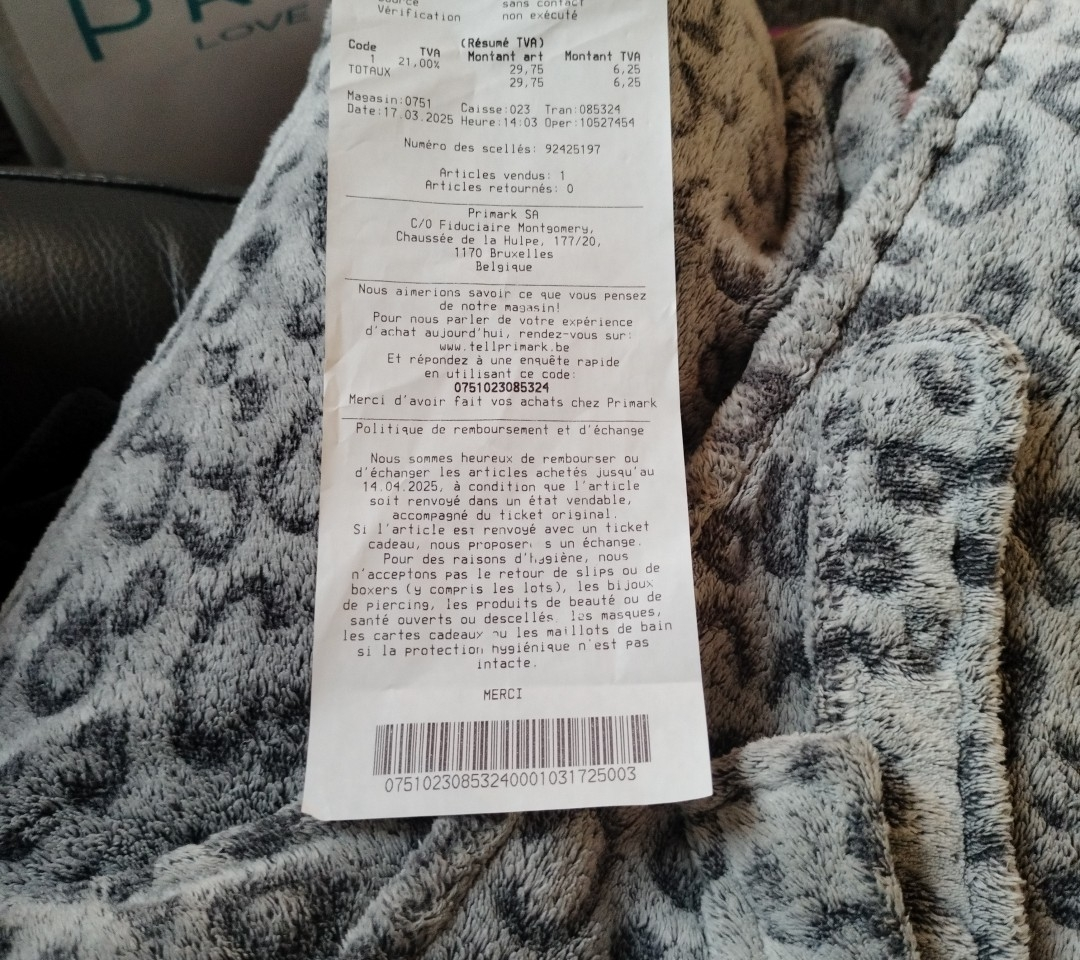 LOVE
sans contact
Vérification non exécuté
(Résumé TVA)
Code TVA Montant art Montant TVA
1 21,00% 29,75 6,25
TOTAUX 29,75 6,25
Magasin:0751 Caisse:023 Tran:085324
Date:17.03.2025 Heure:14:03 Oper:10527454
Numéro des scellés: 92425197
Articles vendus: 1
Articles retournés: 0
Primark SA
C/O Fiduciaire Montgomery,
Chaussée de la Hulpe, 177/20,
1170 Bruxelles
Belgique
Nous aimerions savoir ce que vous pensez
de notre magasin!
Pour nous parler de votre expérience
d'achat aujourd'hui, rendez-vous sur:
www.tellprimark.be
Et répondez à une enquête rapide
en utilisant ce code:
0751023085324
Merci d'avoir fait vos achats chez Primark
Politique de remboursement et d'échange
Nous sommes heureux de rembourser ou
d'échanger les articles achetés jusqu'au
14.04.2025, à condition que l'article
soit renvoyé dans un état vendable,
accompagné du ticket original.
Si l'article est renvoyé avec un ticket
cadeau, nous un échange.
Pour des raisons d'hygiène, nous
n'acceptons pas le retour de slips ou de
boxers (y compris les lots), les bijoux
de piercing, les produits de beauté ou de
santé ouverts ou descellés, les masques,
les cartes cadeaux ou les maillots de bain
si la protection hygiénique n'est pas
intacte.
MERCI
07510230853240001031725003